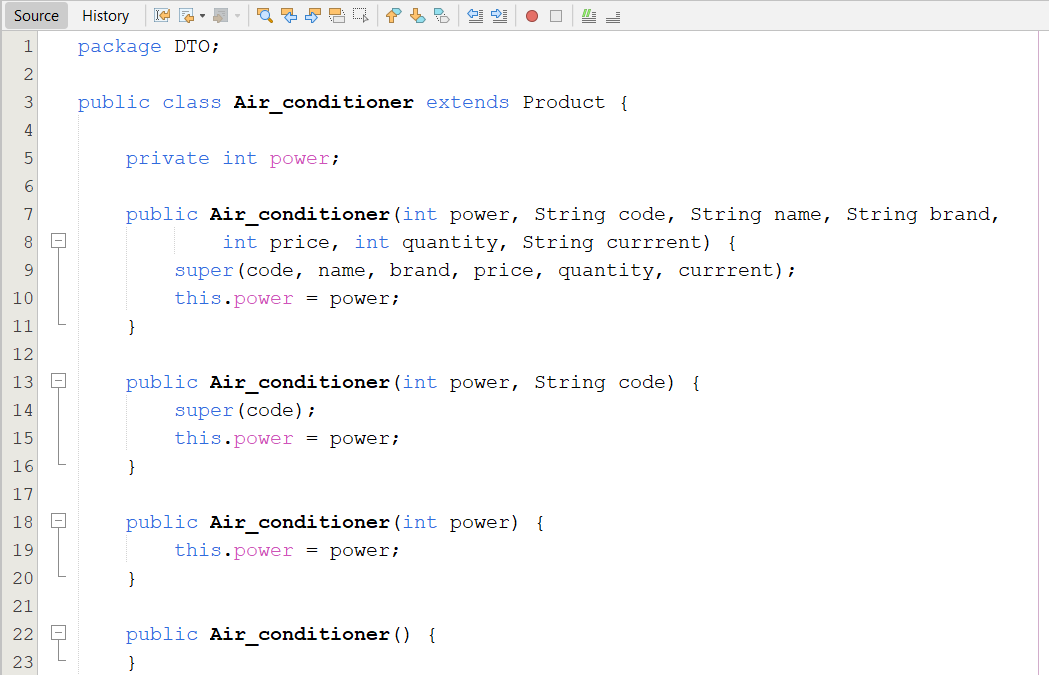 Source History
1 package DTO;
2
3 public class Air_conditioner extends Product {
4
5 private int power;
6
7 public Air_conditioner(int power, String code, String name, String brand,
8 int price, int quantity, String currrent) {
9 super(code, name, brand, price, quantity, currrent);
10 this.power = power;
11 }
12
13 public Air_conditioner(int power, String code) {
14 super(code);
15 this.power = power;
16 }
17
18 public Air_conditioner(int power) {
19 this.power = power;
20 }
21
22 public Air_conditioner() {
23 }